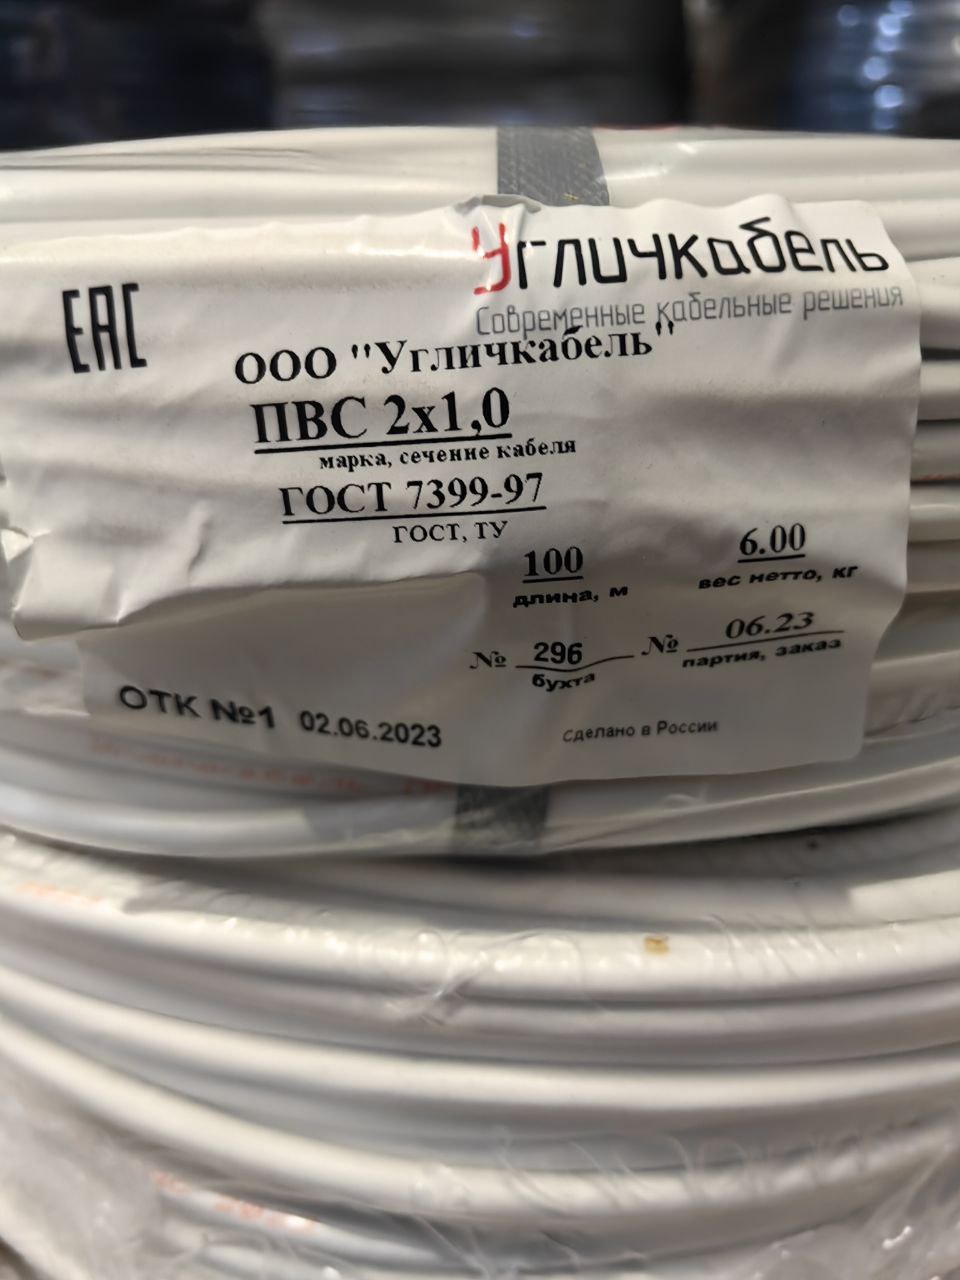 Угличкабель
Современные кабельные решения
ЕАС
ООО "Угличкабель"
ПВС 2х1,0
марка, сечение кабеля
ГОСТ 7399-97
ГОСТ, ТУ
100 6.00
длина, м вес нетто, кг
№ 296 № 06.23
бухта партия, заказ
ОТК №1 02.06.2023 Сделано в России